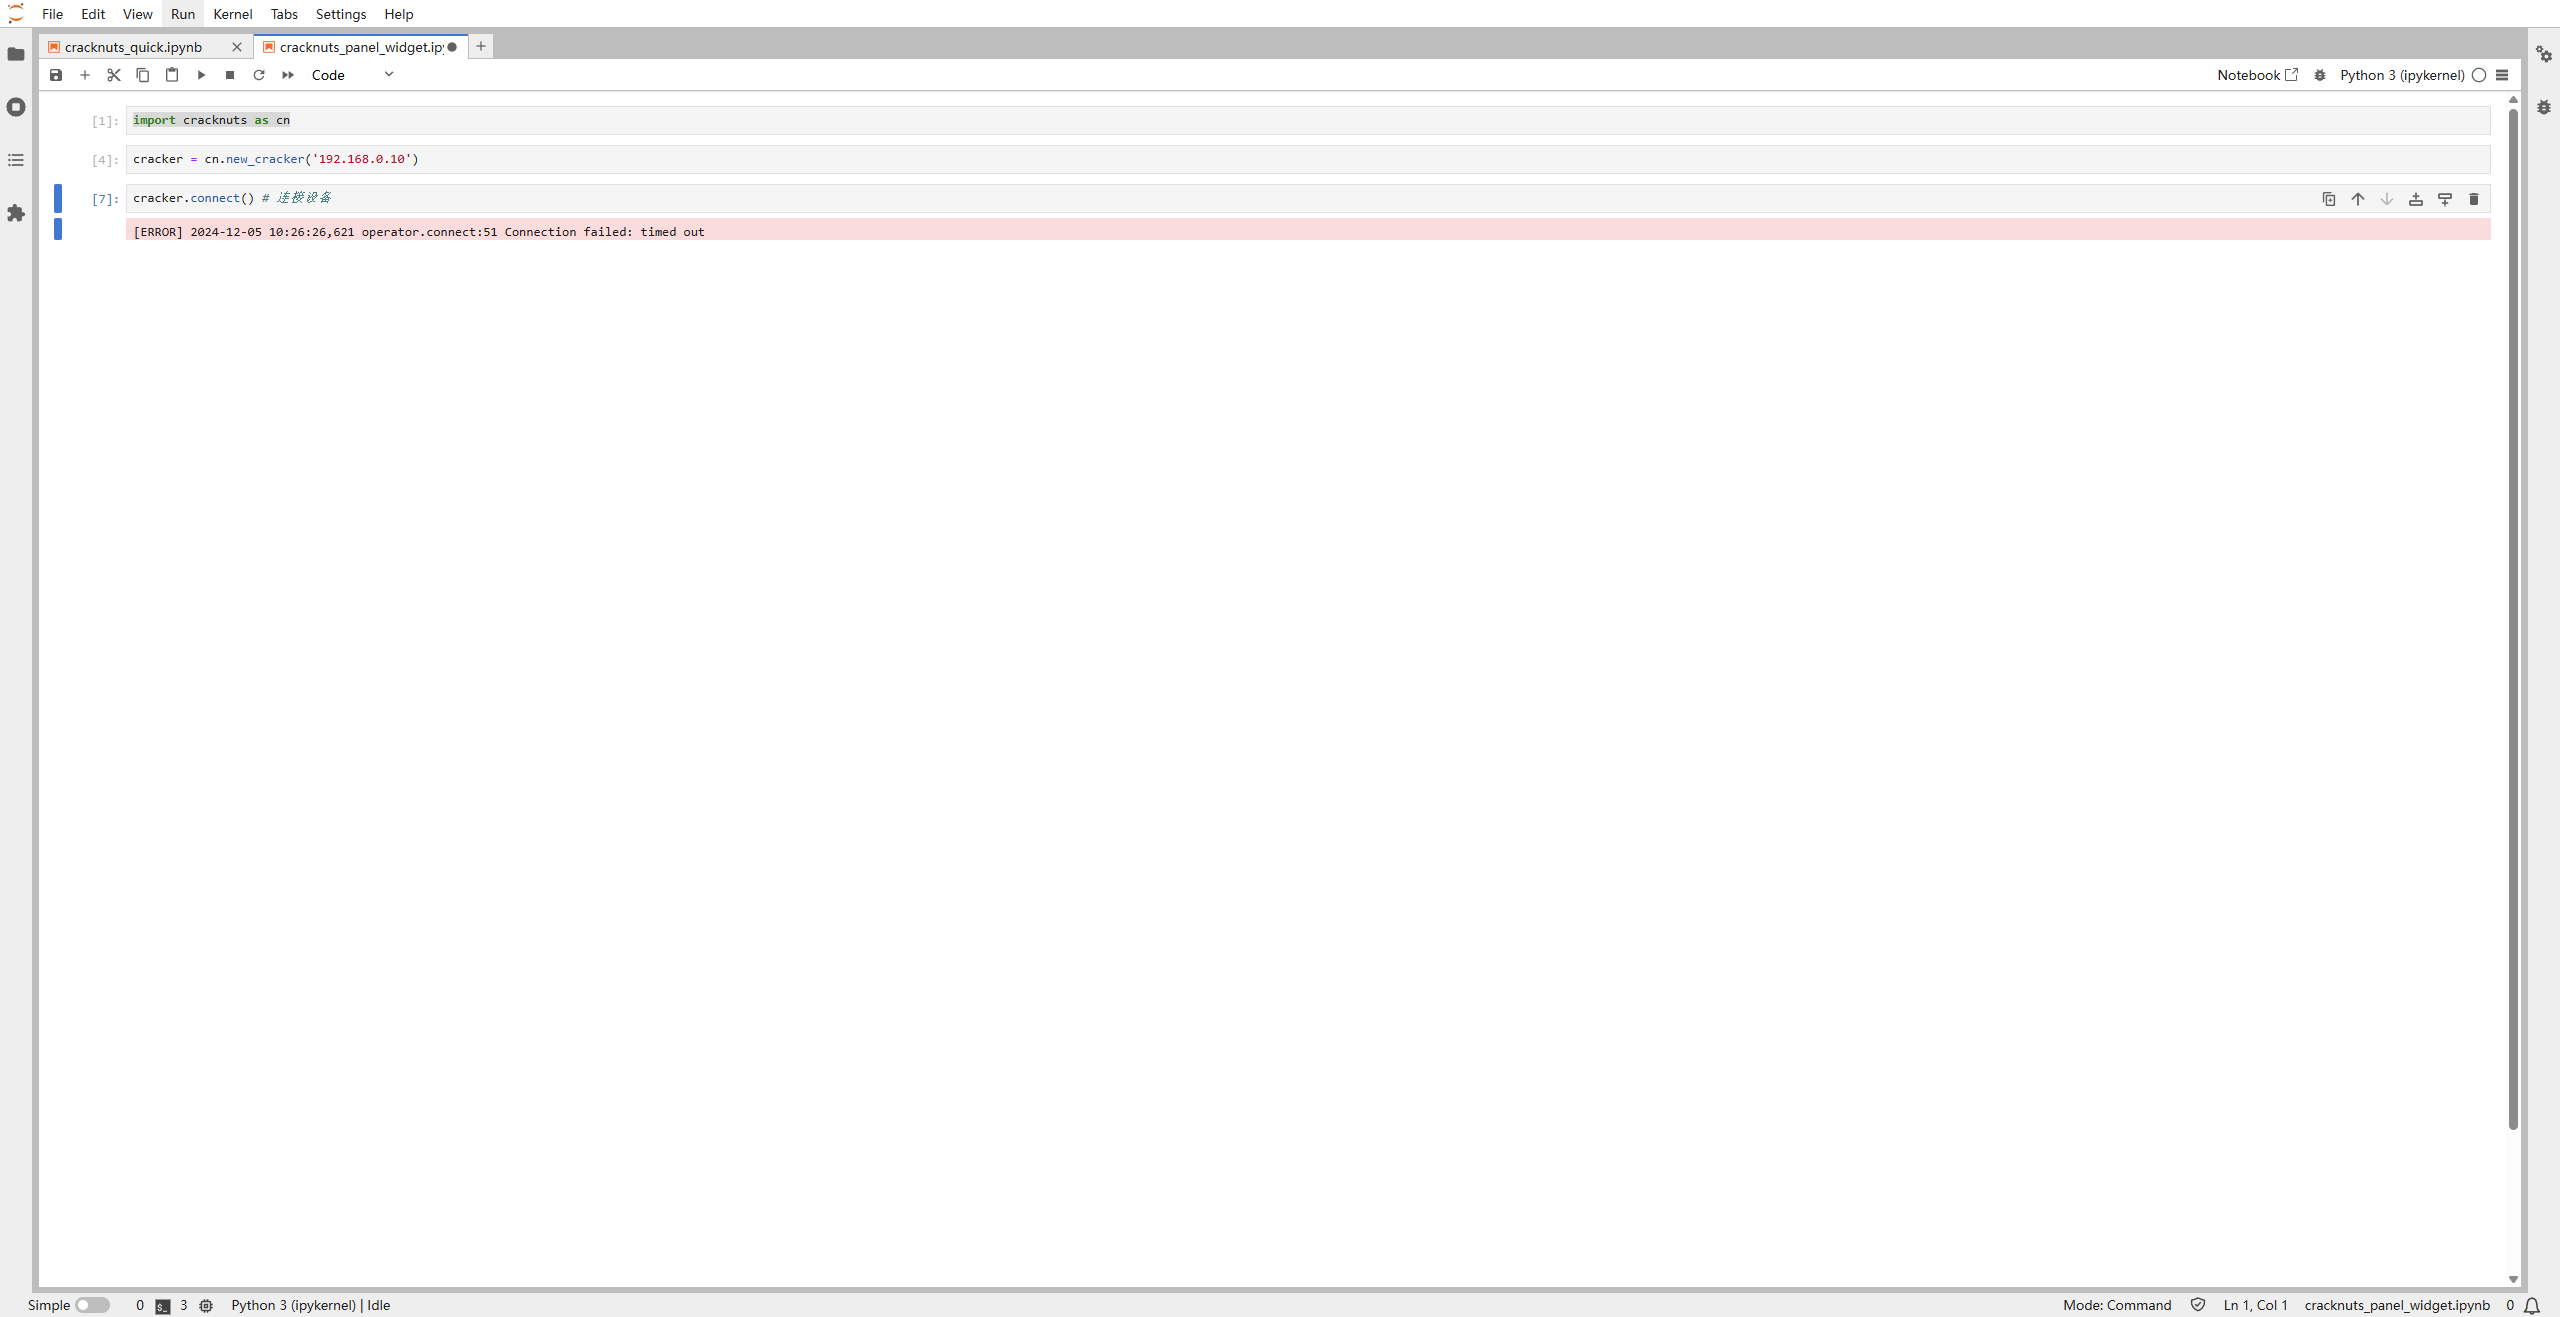 File Edit View Run Kernel Tabs Settings Help
cracknuts_quick.ipynb cracknuts_panel_widget.ipy
Code Notebook Python 3 (ipykernel)
[1]: import cracknuts as cn
[4]: cracker = cn.new_cracker('192.168.0.10')
[7]: cracker.connect() # 连接设备
[ERROR] 2024-12-05 10:26:26,621 operator.connect:51 Connection failed: timed out
Simple 0 3 Python 3 (ipykernel) | Idle Mode: Command Ln 1, Col 1 cracknuts_panel_widget.ipynb 0